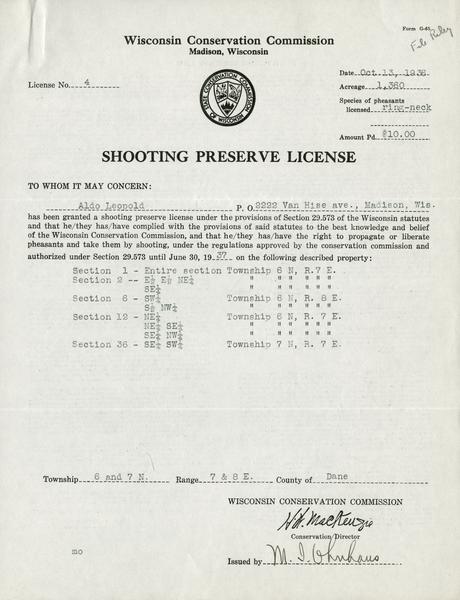 Form G-65
File Riley
Wisconsin Conservation Commission
Madison, Wisconsin
License No. 4
Date Oct. 13, 1936
Acreage 1,360
Species of pheasants
licensed ring-neck
Amount Pd. $10.00
STATE CONSERVATION COMMISSION OF WISCONSIN
SHOOTING PRESERVE LICENSE
TO WHOM IT MAY CONCERN:
Aldo Leopold P. O. 2222 Van Hise ave., Madison, Wis.
has been granted a shooting preserve license under the provisions of Section 29.573 of the Wisconsin statutes
and that he/they has/have complied with the provisions of said statutes to the best knowledge and belief
of the Wisconsin Conservation Commission, and that he/they has/have the right to propagate or liberate
pheasants and take them by shooting, under the regulations approved by the conservation commission and
authorized under Section 29.573 until June 30, 1937 on the following described property:
Section 1 - Entire section Township 6 N, R.7 E.
Section 2 -- E½ E½ NE¼ " " " "
SE¼ " " " "
Section 6 - SW¼ Township 6 N, R. 8 E.
S½ NW¼ " " " "
Section 12 - NE¼ Township 6 N, R. 7 E.
NE¼ SE¼ " " " "
SE¼ NW¼ " " " "
Section 36 - SE¼ SW¼ Township 7 N, R. 7 E.
Township 6 and 7 N. Range 7 & 8 E. County of Dane
WISCONSIN CONSERVATION COMMISSION
H.W. MacKenzie
Conservation Director
mo
Issued by M. I. Ohnhaus